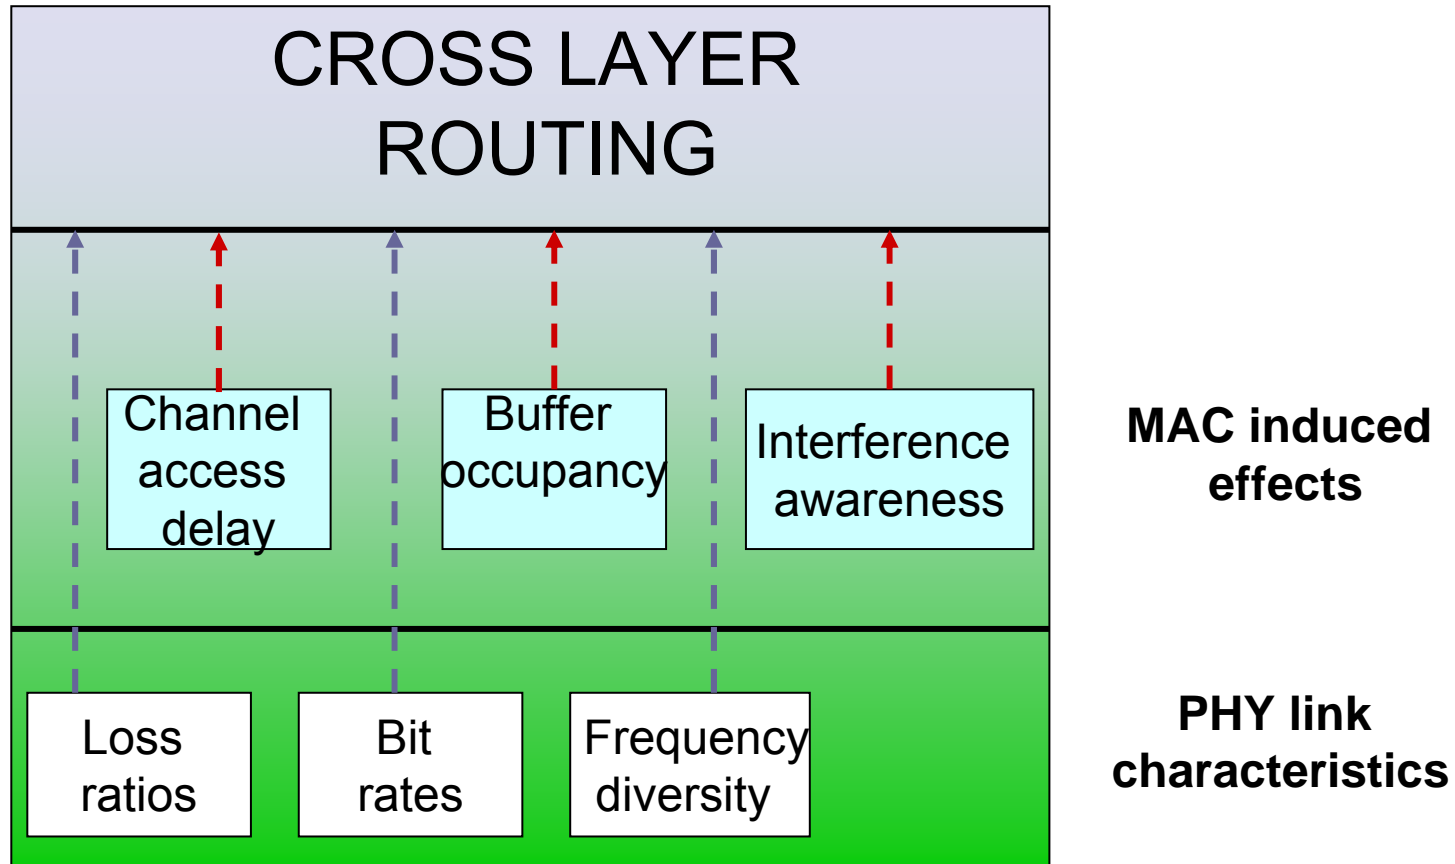 CROSS LAYER
ROUTING
Channel
access
delay
Buffer
occupancy
Interference
awareness
MAC induced
effects
Loss
ratios
Bit
rates
Frequency
diversity
PHY link
characteristics